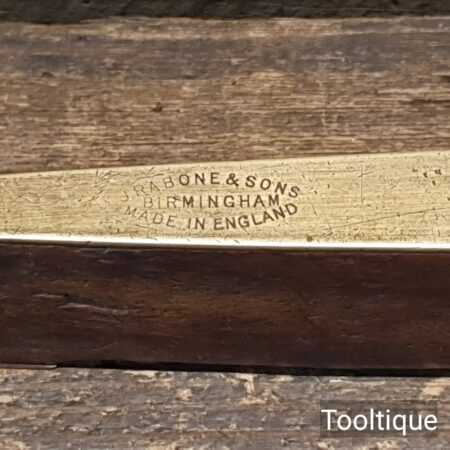 J.RABONE & SONS
BIRMINGHAM
MADE IN ENGLAND
Tooltique